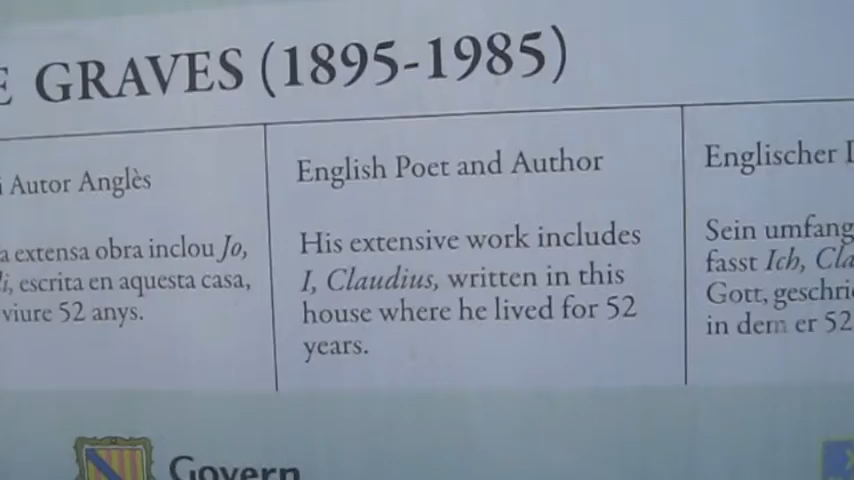 GRAVES (1895-1985)
i Autor Anglès
a extensa obra inclou Jo,
i, escrita en aquesta casa,
viure 52 anys.
English Poet and Author
His extensive work includes
I, Claudius, written in this
house where he lived for 52
years.
Englischer
Sein umfang
fasst Ich, Cla
Gott, geschri
in dem er 52
Govern